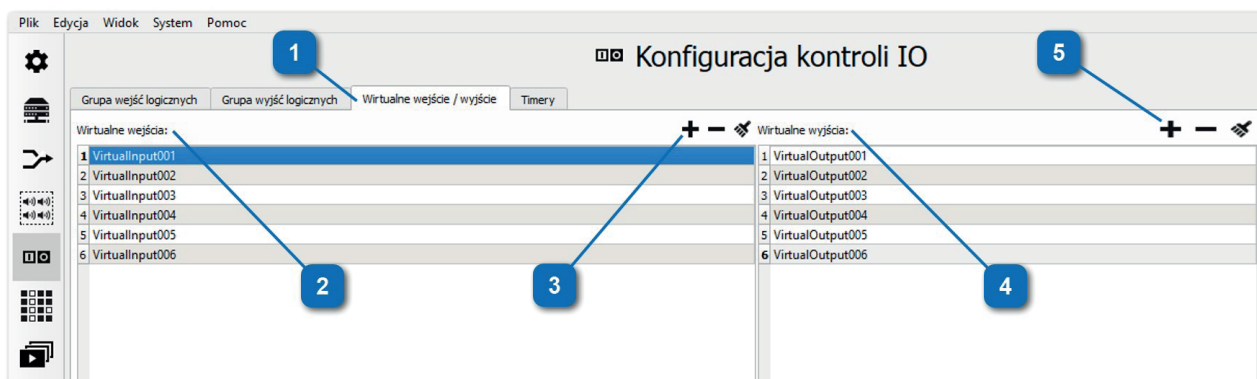 Plik Edycja Widok System Pomoc
1
Konfiguracja kontroli IO
5
Grupa wejść logicznych Grupa wyjść logicznych Wirtualne wejście / wyjście Timery
Wirtualne wejścia:
1 VirtualInput001
2 VirtualInput002
3 VirtualInput003
4 VirtualInput004
5 VirtualInput005
6 VirtualInput006
2
3
Wirtualne wyjścia:
1 VirtualOutput001
2 VirtualOutput002
3 VirtualOutput003
4 VirtualOutput004
5 VirtualOutput005
6 VirtualOutput006
4